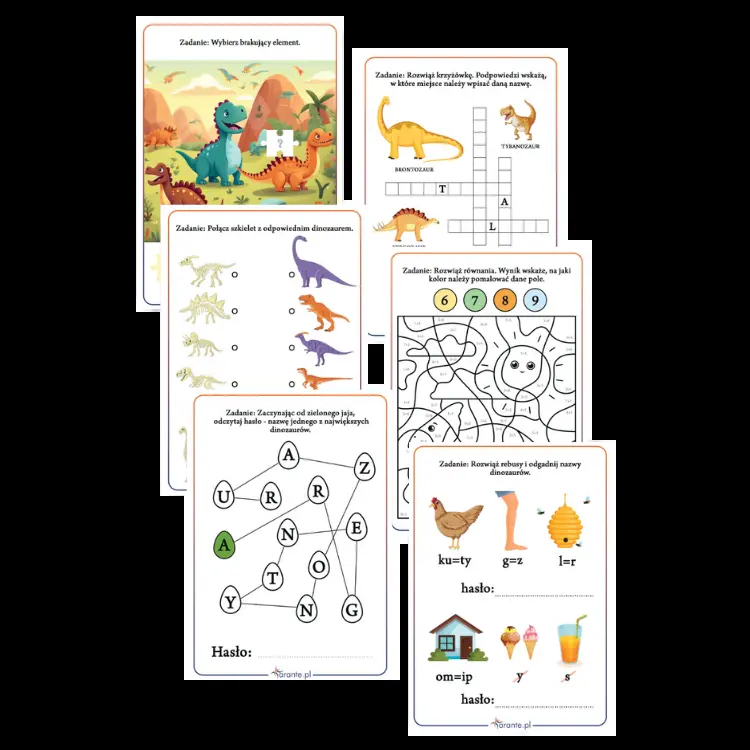 Zadanie: Wybierz brakujący element.
?
Zadanie: Rozwiąż krzyżówkę. Podpowiedzi wskażą,
w które miejsce należy wpisać daną nazwę.
TYRANOZAUR
BRONTOZAUR
T
A
L
Zadanie: Połącz szkielet z odpowiednim dinozaurem.
Zadanie: Rozwiąż równania. Wynik wskaże, na jaki
kolor należy pomalować dane pole.
6 7 8 9
Zadanie: Zaczynając od zielonego jaja,
odczytaj hasło - nazwę jednego z największych
dinozaurów.
A
Z
U R R
A N E
T O
Y N G
Hasło:
arante.pl
Zadanie: Rozwiąż rebusy i odgadnij nazwy
dinozaurów.
ku=ty g=z l=r
hasło:
om=ip y s
hasło:
arante.pl